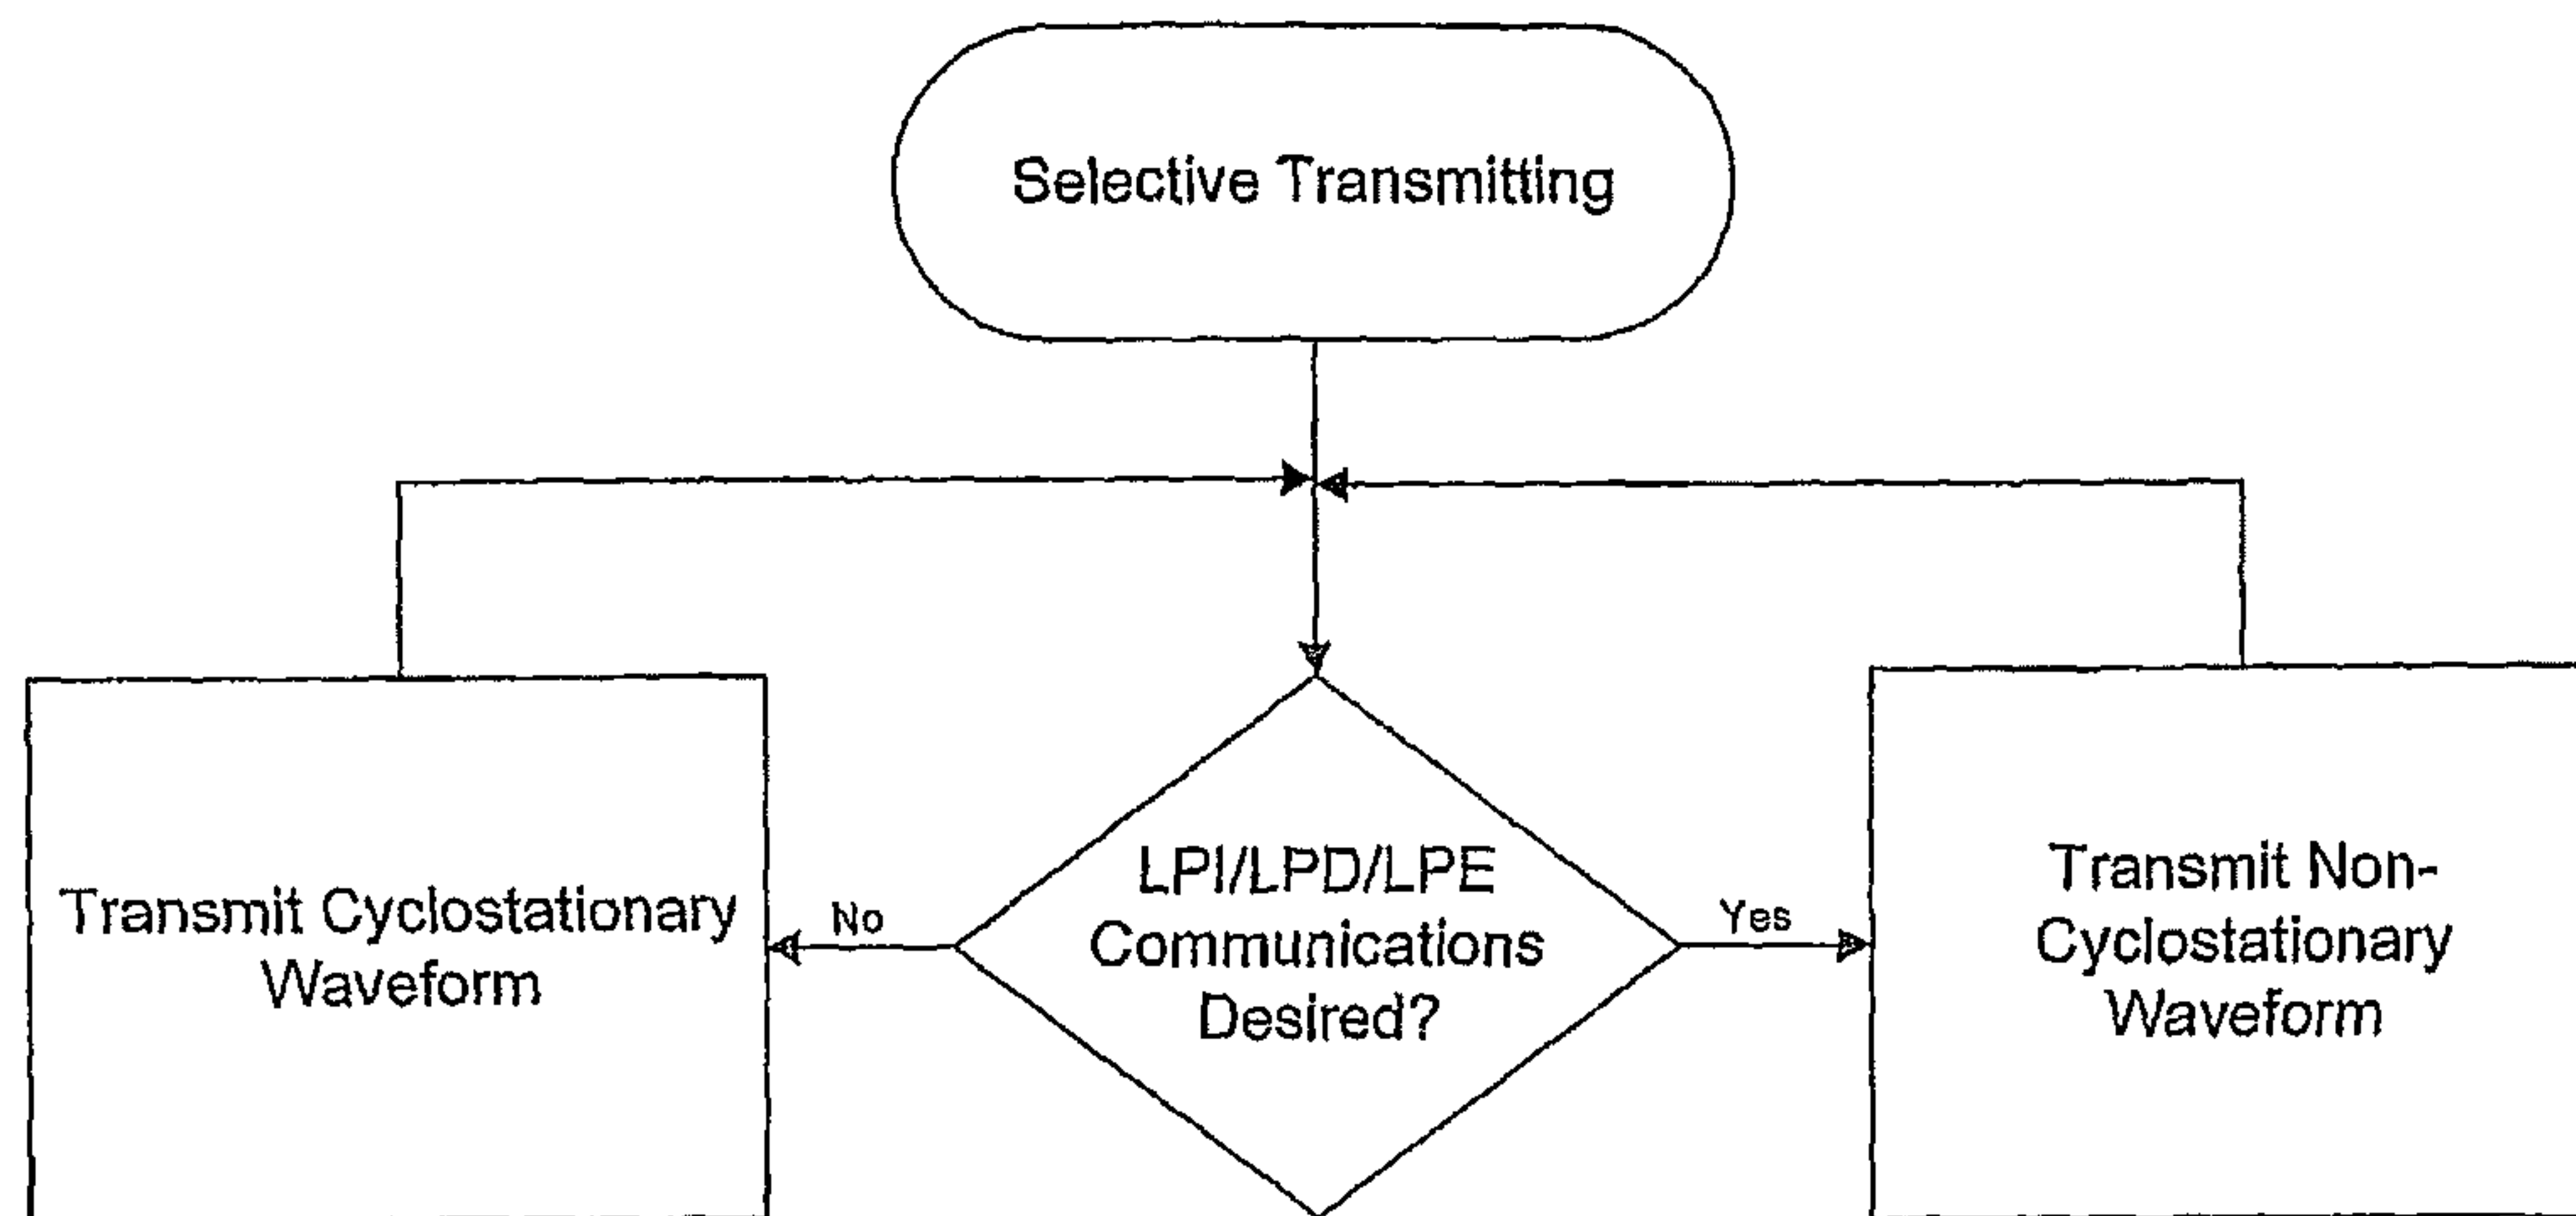 Selective Transmitting
Transmit Cyclostationary
Waveform
No
LPI/LPD/LPE
Communications
Desired?
Yes
Transmit Non-
Cyclostationary
Waveform